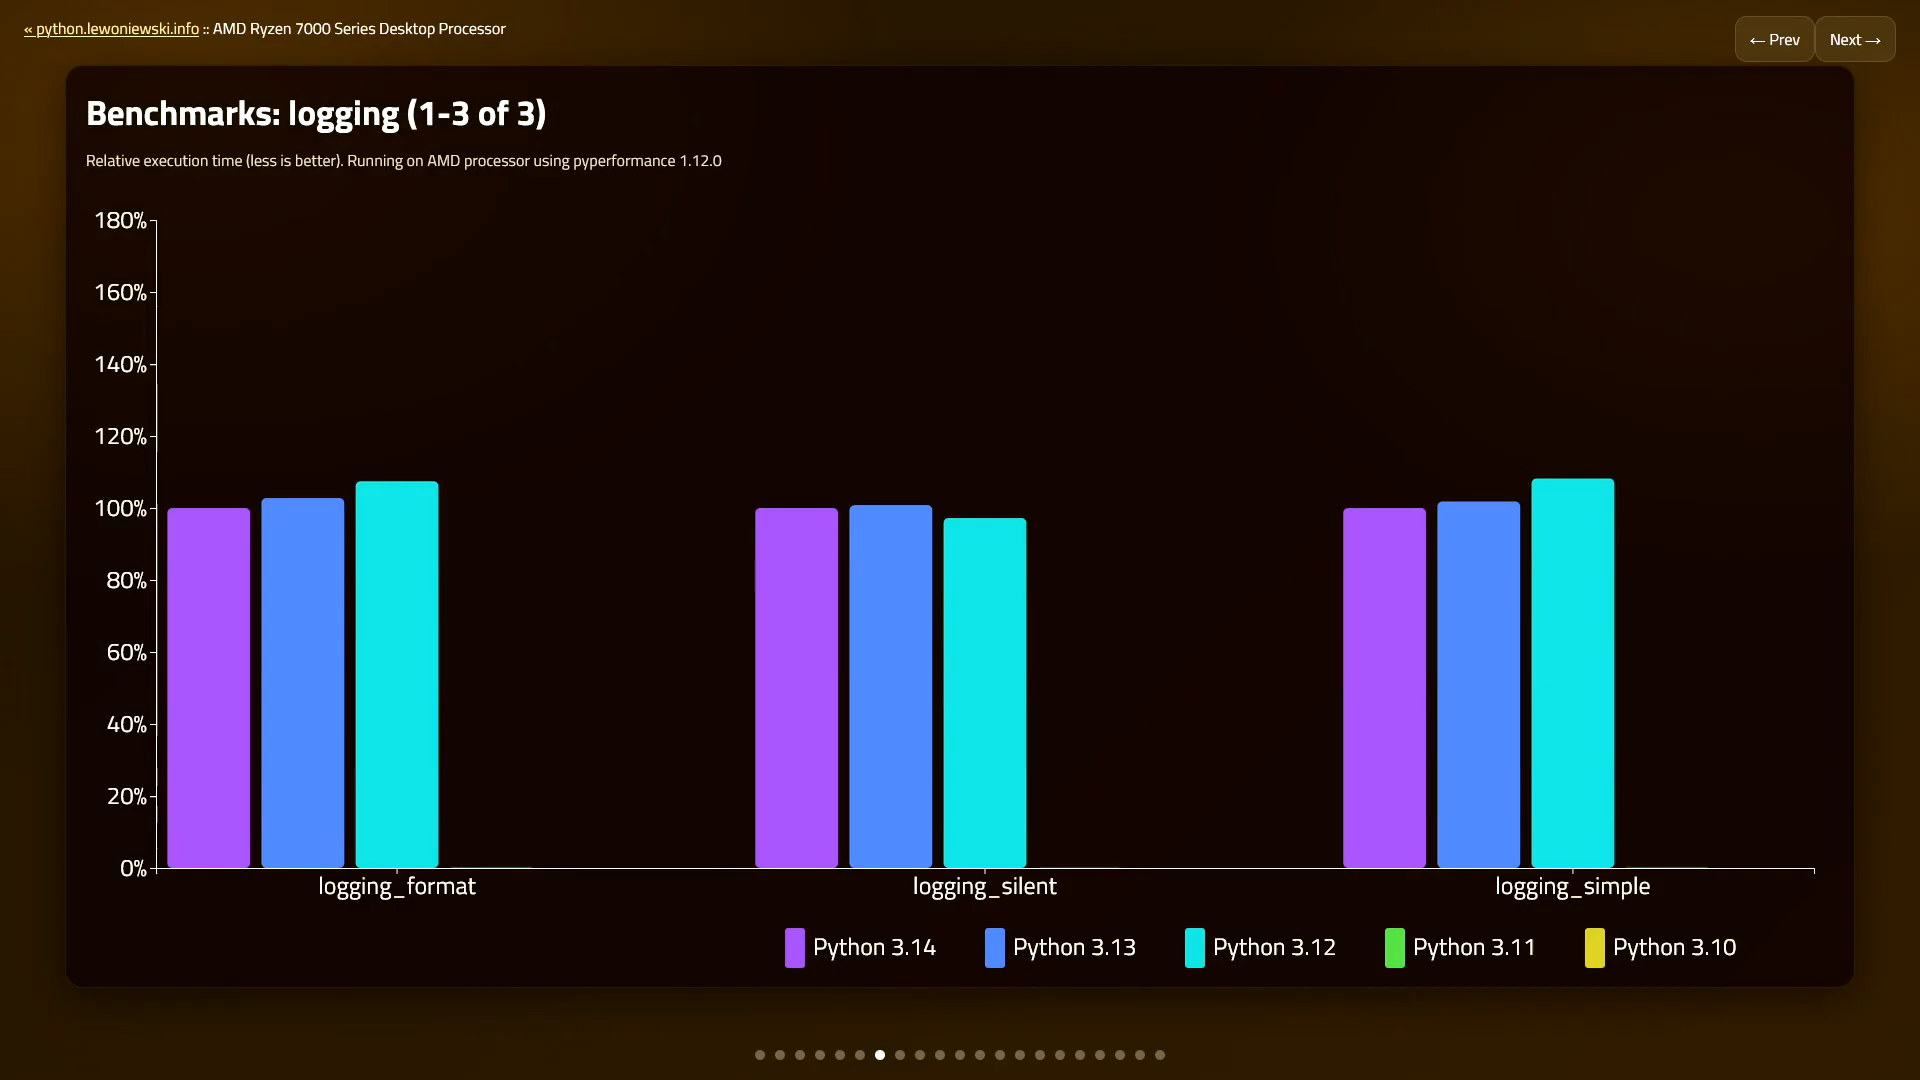 « python.lewoniewski.info :: AMD Ryzen 7000 Series Desktop Processor
← Prev
Next →
Benchmarks: logging (1-3 of 3)
Relative execution time (less is better). Running on AMD processor using pyperformance 1.12.0
180%
160%
140%
120%
100%
80%
60%
40%
20%
0%
logging_format
logging_silent
logging_simple
Python 3.14
Python 3.13
Python 3.12
Python 3.11
Python 3.10